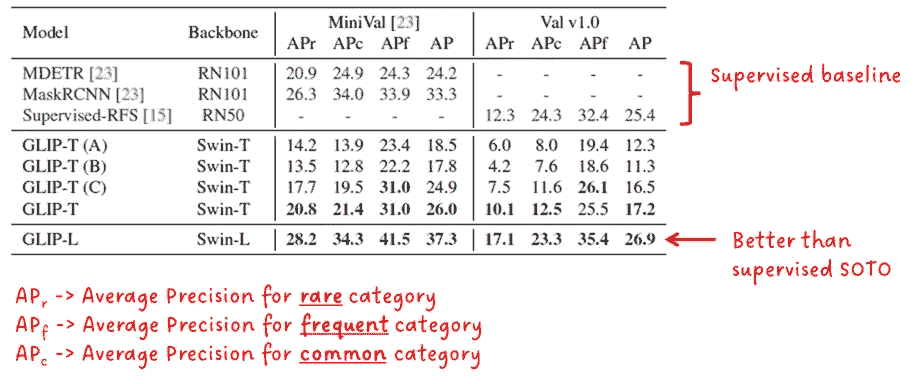 Model Backbone MiniVal [23] Val v1.0
APr APc APf AP APr APc APf AP
MDETR [23] RN101 20.9 24.9 24.3 24.2 - - - -
MaskRCNN [23] RN101 26.3 34.0 33.9 33.3 - - - -
Supervised-RFS [15] RN50 - - - - 12.3 24.3 32.4 25.4
Supervised baseline
GLIP-T (A) Swin-T 14.2 13.9 23.4 18.5 6.0 8.0 19.4 12.3
GLIP-T (B) Swin-T 13.5 12.8 22.2 17.8 4.2 7.6 18.6 11.3
GLIP-T (C) Swin-T 17.7 19.5 31.0 24.9 7.5 11.6 26.1 16.5
GLIP-T Swin-T 20.8 21.4 31.0 26.0 10.1 12.5 25.5 17.2
GLIP-L Swin-L 28.2 34.3 41.5 37.3 17.1 23.3 35.4 26.9
Better than
supervised SOTO
APr -> Average Precision for rare category
APf -> Average Precision for frequent category
APc -> Average Precision for common category